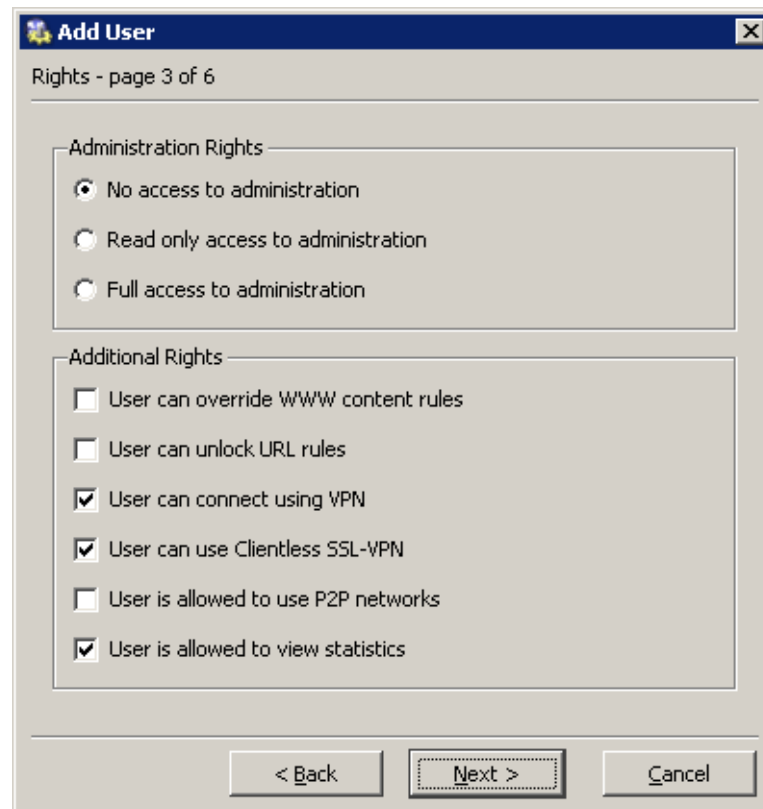 Add User
Rights - page 3 of 6
Administration Rights
No access to administration
Read only access to administration
Full access to administration
Additional Rights
User can override WWW content rules
User can unlock URL rules
User can connect using VPN
User can use Clientless SSL-VPN
User is allowed to use P2P networks
User is allowed to view statistics
< Back Next > Cancel